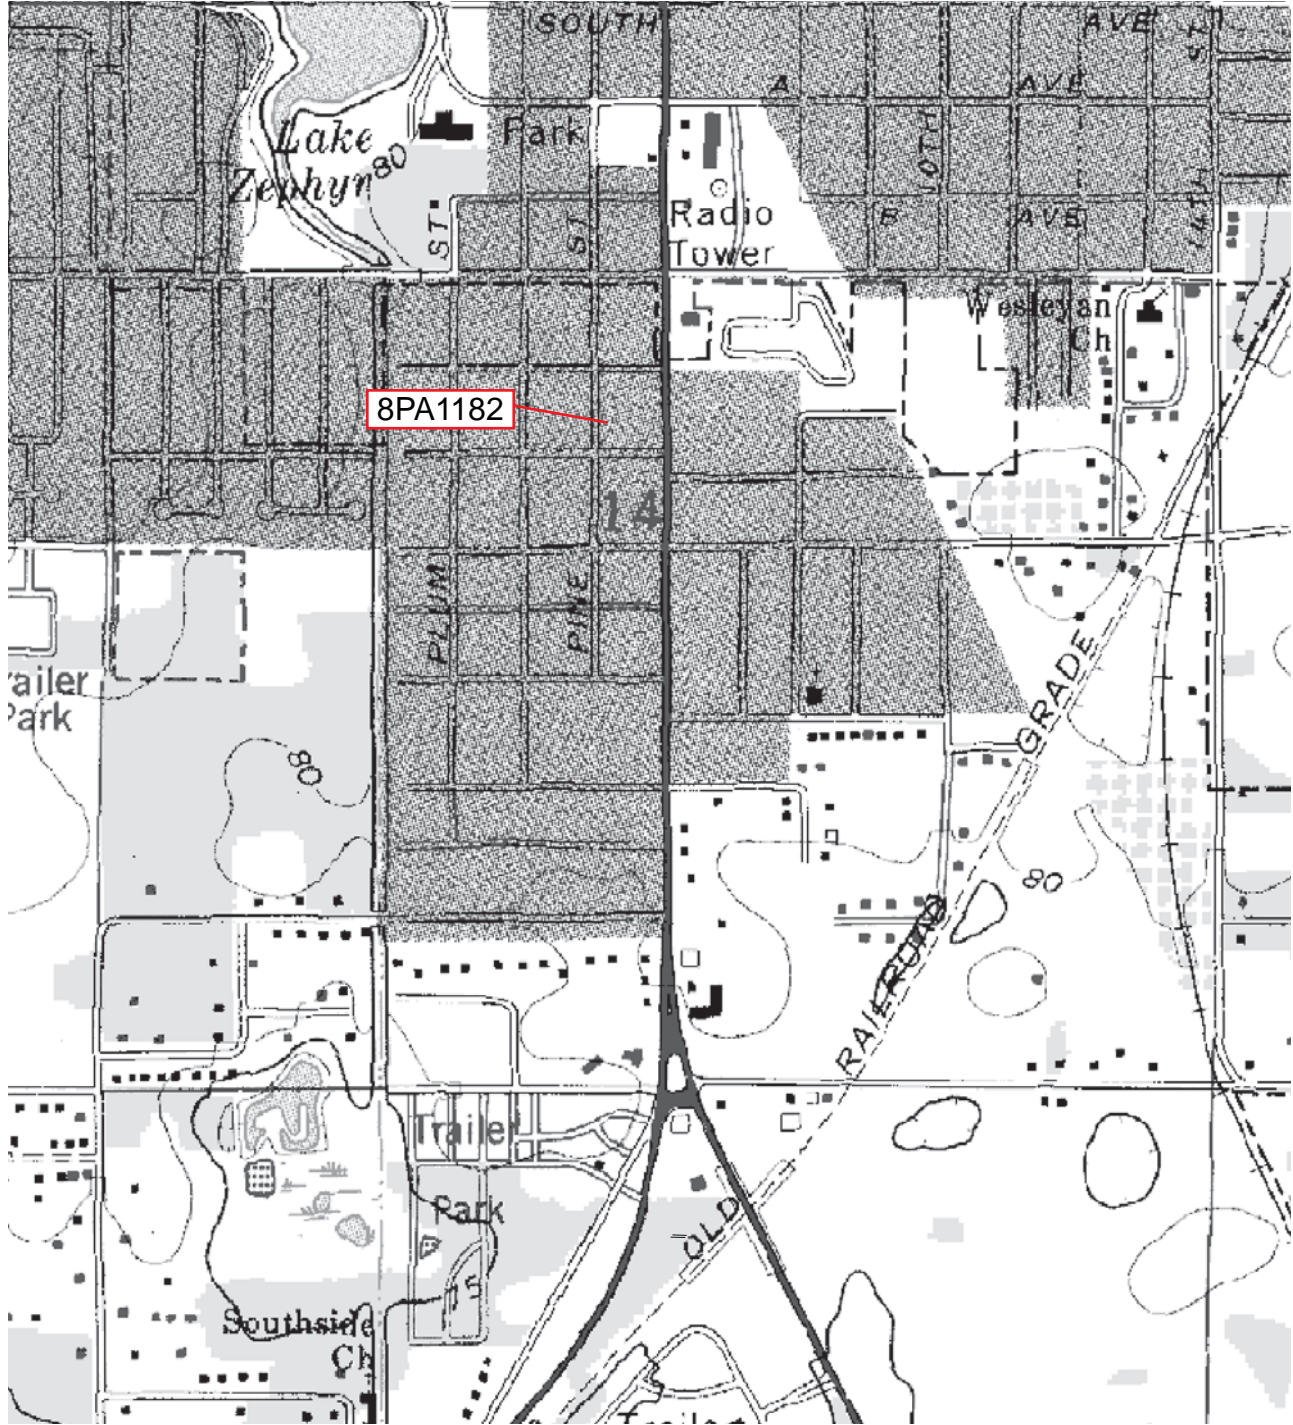 SOUTH AVE
ST
A AVE
Lake
Zephyr
80
Park
10TH
14TH
ST
ST
Radio
Tower
B AVE
Wesleyan
Ch
8PA1182
14
PLUM
PINE
railer
Park
GRADE
80
80
RAILROAD
Trailer
Park
OLD
Southside
Ch
Trailer